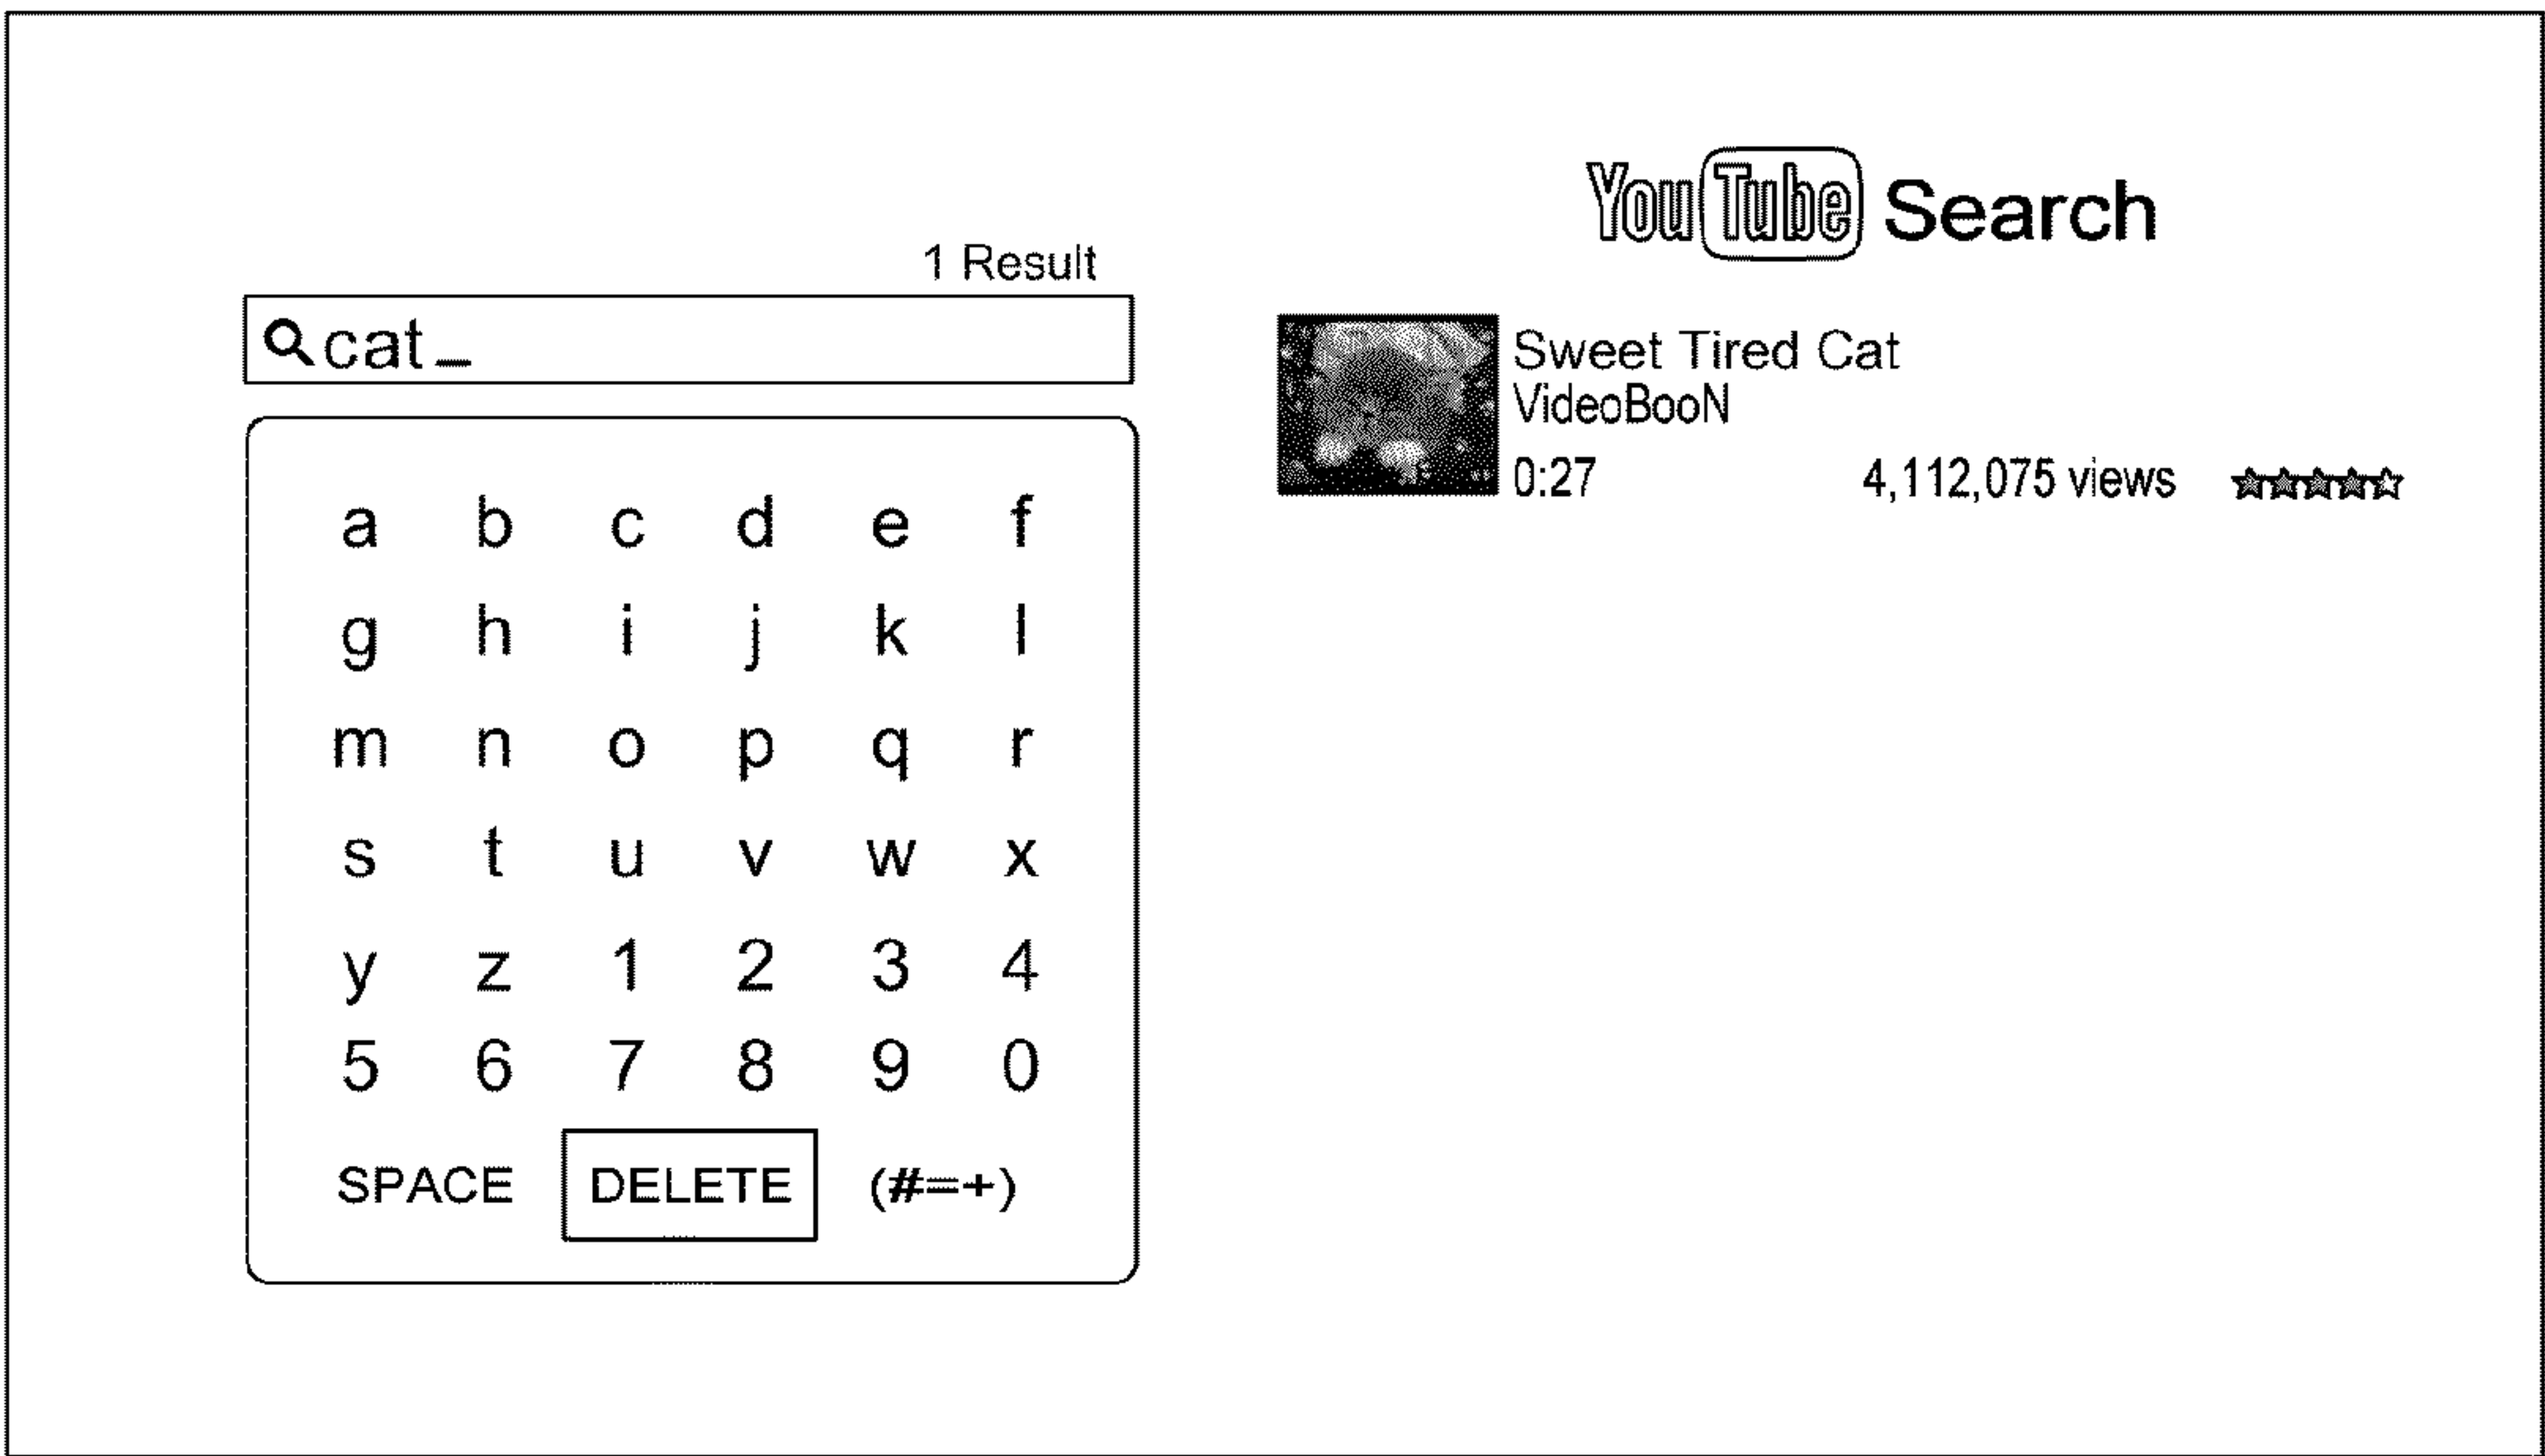 1 Result
cat_
a b c d e f
g h i j k l
m n o p q r
s t u v w x
y z 1 2 3 4
5 6 7 8 9 0
SPACE DELETE (#=+)
YouTube Search
Sweet Tired Cat
VideoBooN
0:27 4,112,075 views